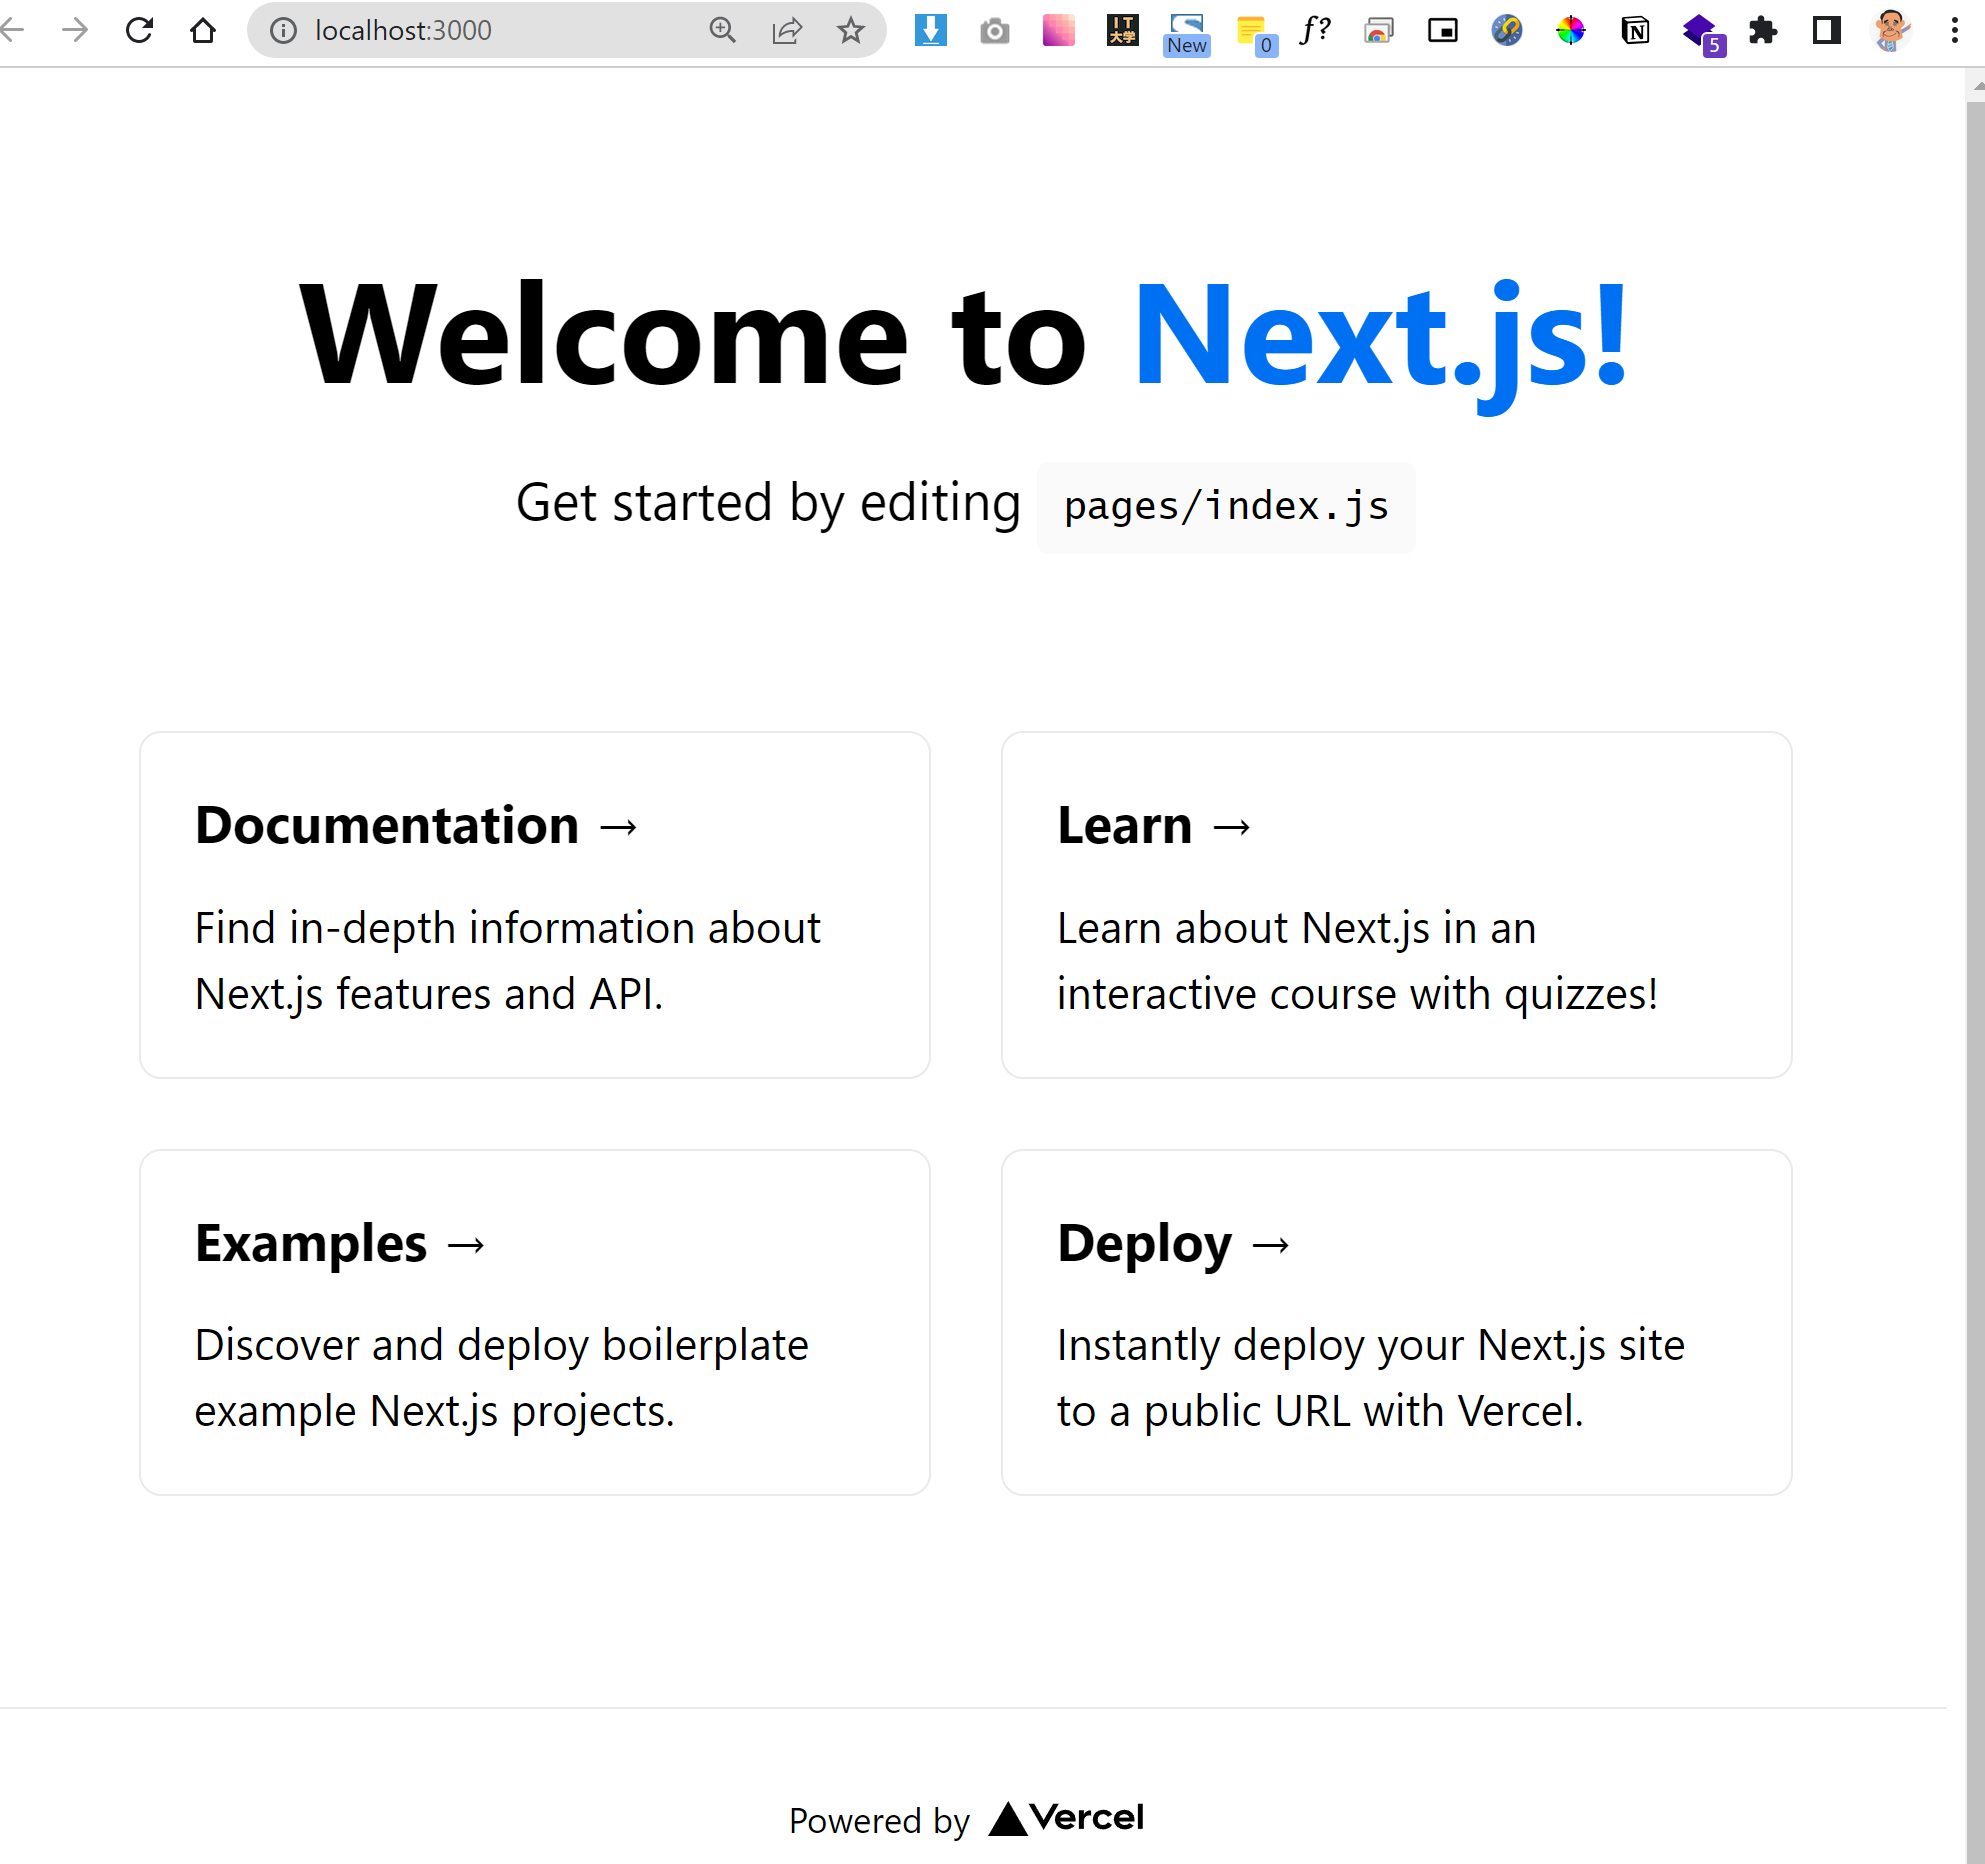 localhost:3000
IT
大学
New
0
f?
N
5
Welcome to Next.js!
Get started by editing pages/index.js
Documentation →
Find in-depth information about
Next.js features and API.
Learn →
Learn about Next.js in an
interactive course with quizzes!
Examples →
Discover and deploy boilerplate
example Next.js projects.
Deploy →
Instantly deploy your Next.js site
to a public URL with Vercel.
Powered by Vercel